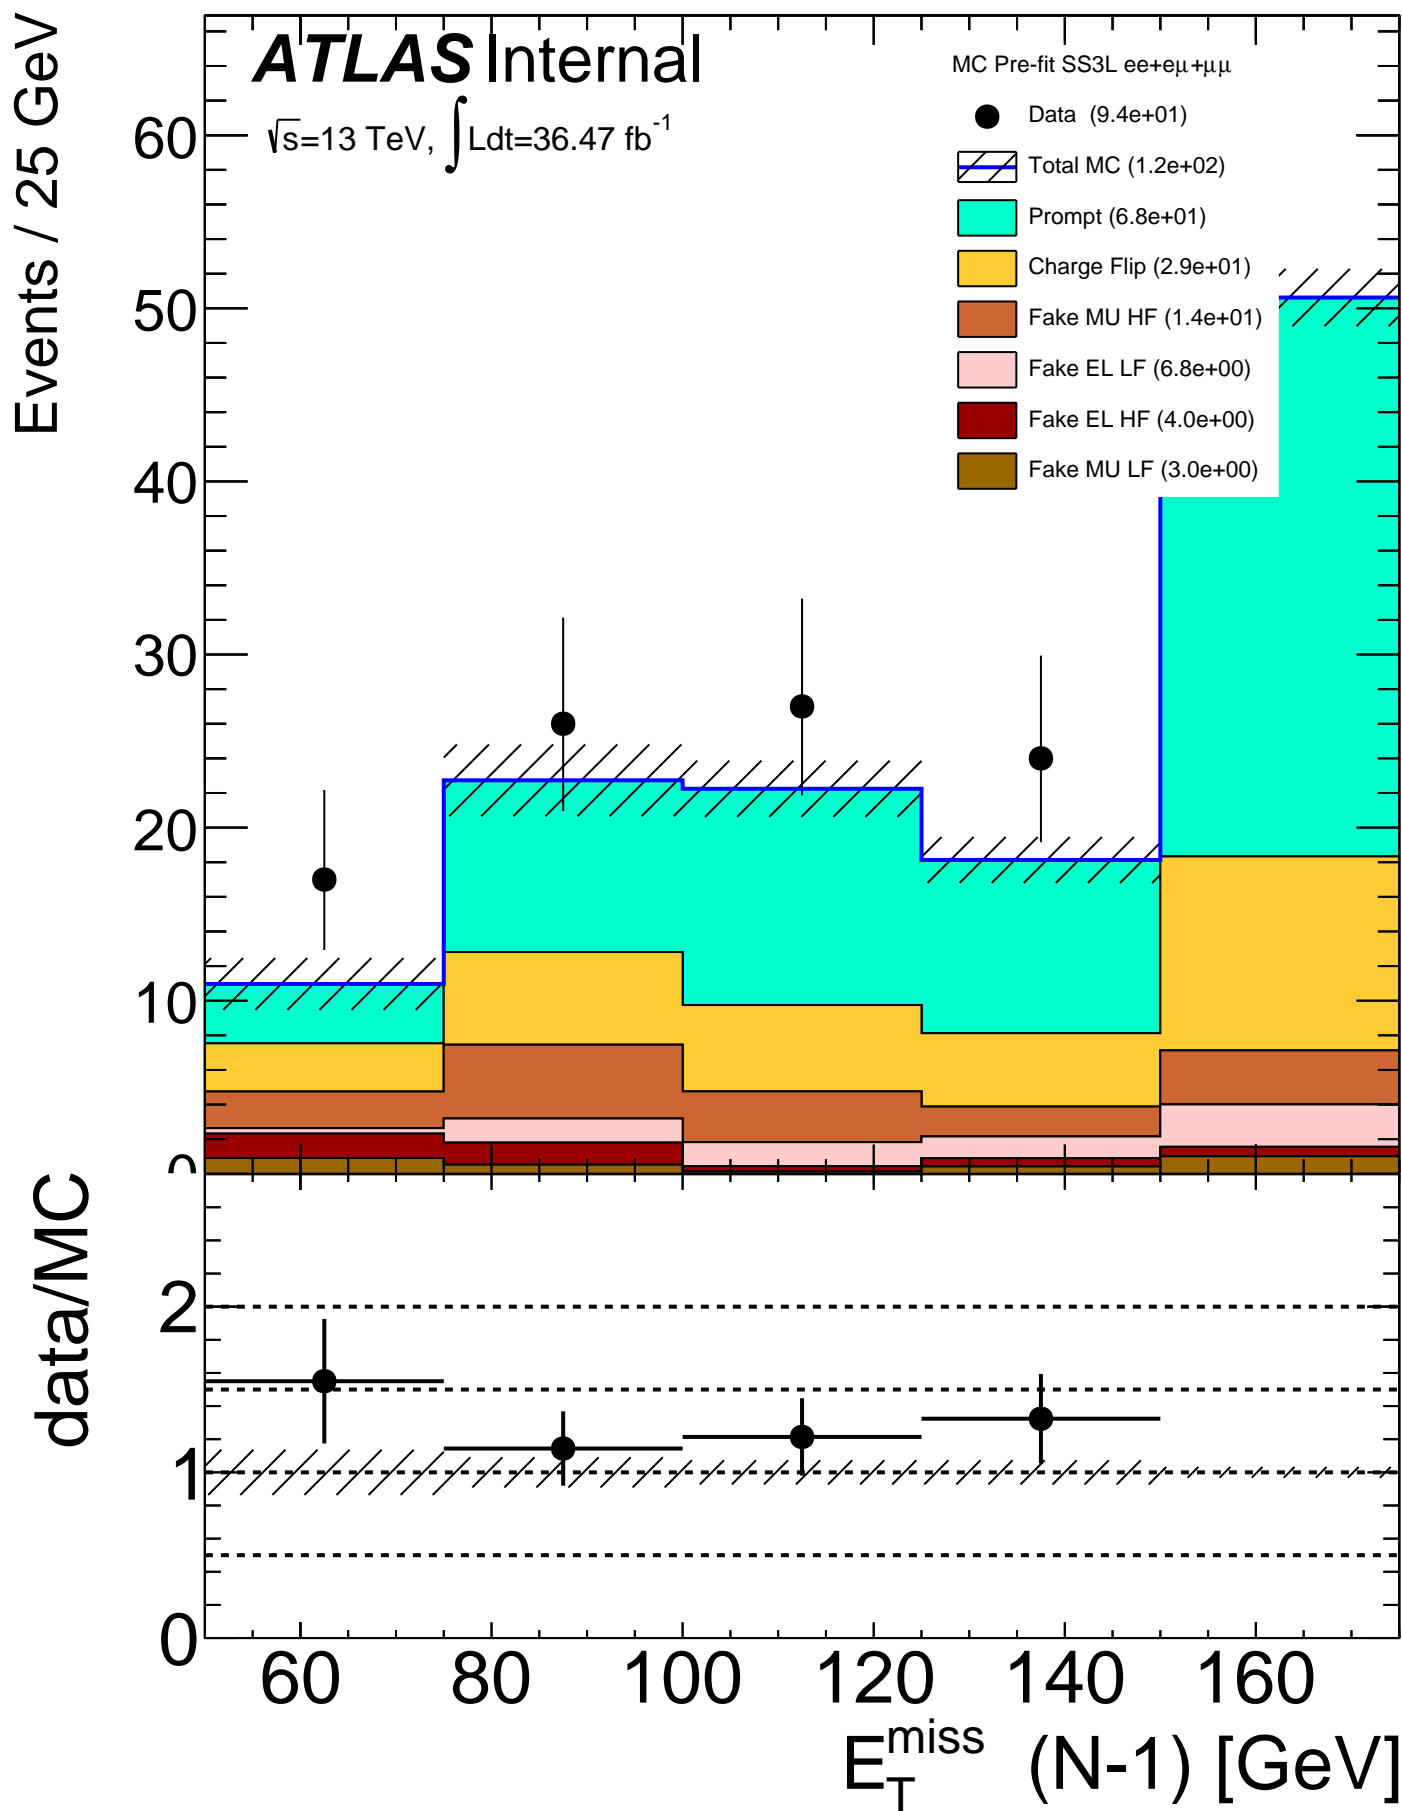 ATLAS Internal
√s=13 TeV, ∫Ldt=36.47 fb⁻¹
MC Pre-fit SS3L ee+eμ+μμ
Data (9.4e+01)
Total MC (1.2e+02)
Prompt (6.8e+01)
Charge Flip (2.9e+01)
Fake MU HF (1.4e+01)
Fake EL LF (6.8e+00)
Fake EL HF (4.0e+00)
Fake MU LF (3.0e+00)
Events / 25 GeV
60
50
40
30
20
10
0
data/MC
2
1
0
60 80 100 120 140 160
E_T^miss (N-1) [GeV]